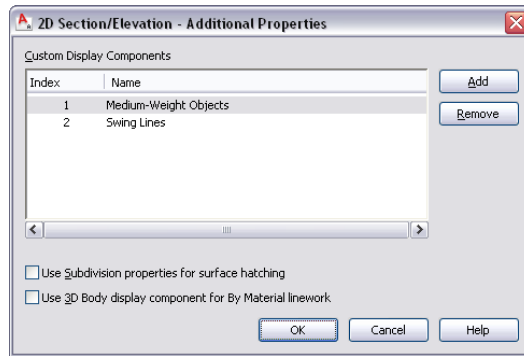 2D Section/Elevation - Additional Properties
Custom Display Components
Index Name
1 Medium-Weight Objects
2 Swing Lines
Add
Remove
Use Subdivision properties for surface hatching
Use 3D Body display component for By Material linework
OK Cancel Help